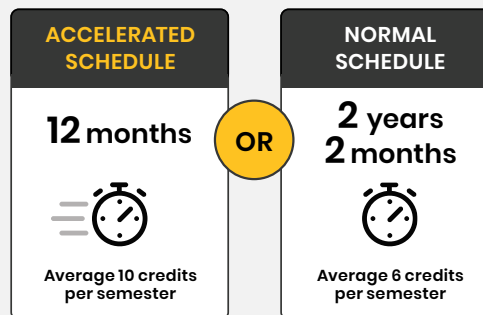 ACCELERATED
SCHEDULE
12 months
Average 10 credits
per semester
OR
NORMAL
SCHEDULE
2 years
2 months
Average 6 credits
per semester